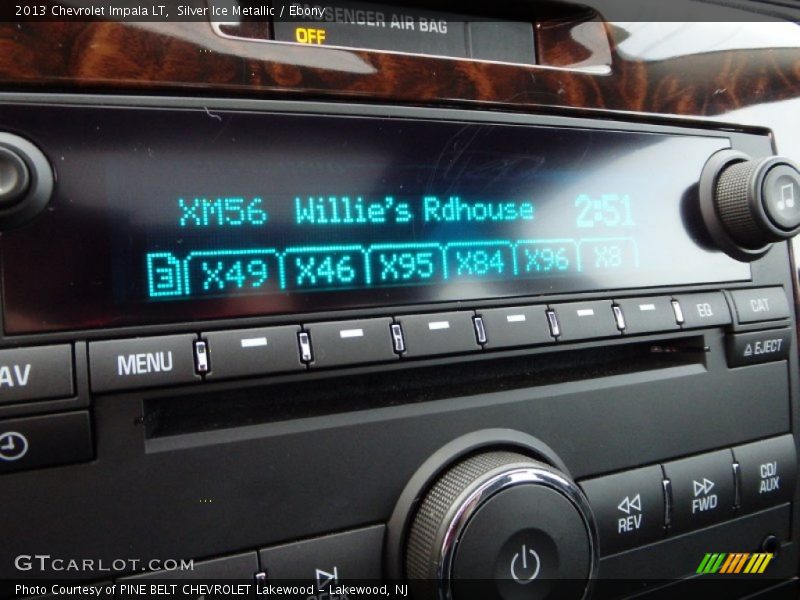 2013 Chevrolet Impala LT, Silver Ice Metallic / Ebony
PASSENGER AIR BAG
OFF
XM56 Willie's Rdhouse 2:51
3 X49 X46 X95 X84 X96 X8
AV MENU EQ CAT
EJECT
REV FWD CD/AUX
SEEK
GTCARLOT.COM
Photo Courtesy of PINE BELT CHEVROLET Lakewood - Lakewood, NJ